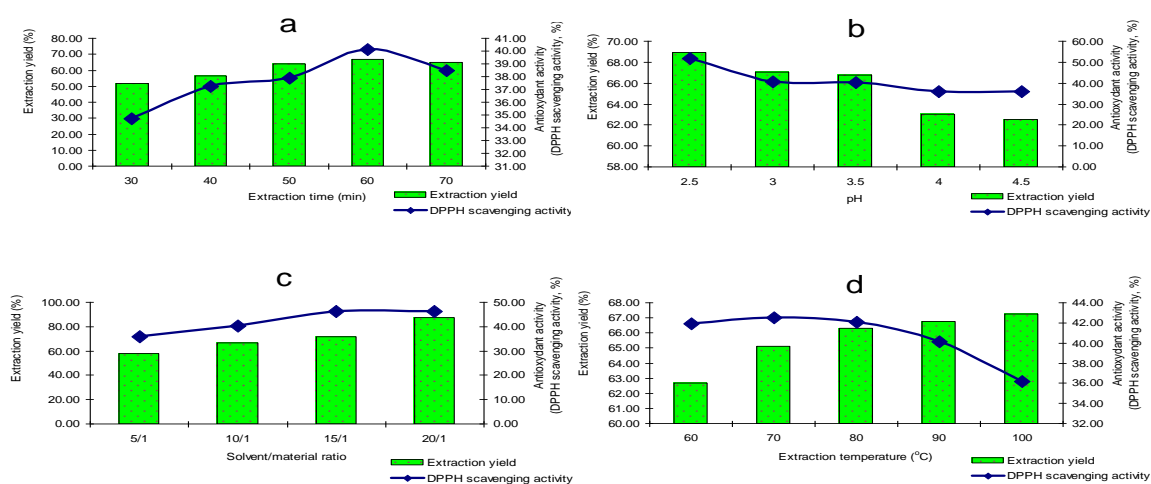 a
Extraction yield (%)
80.00
70.00
60.00
50.00
40.00
30.00
20.00
10.00
0.00
41.00
40.00
39.00
38.00
37.00
36.00
35.00
34.00
33.00
32.00
31.00
Antioxydant activity
(DPPH sacvenging activity, %)
30 40 50 60 70
Extraction time (min)
Extraction yield
DPPH scavenging activity
b
Extraction yield (%)
70.00
68.00
66.00
64.00
62.00
60.00
58.00
60.00
50.00
40.00
30.00
20.00
10.00
0.00
Antioxydant activity
(DPPH scavenging activity, %)
2.5 3 3.5 4 4.5
pH
Extraction yield
DPPH scavenging activity
c
Extraction yield (%)
100.00
80.00
60.00
40.00
20.00
0.00
50.00
40.00
30.00
20.00
10.00
0.00
Antioxydant activity
(DPPH scavenging activity, %)
5/1 10/1 15/1 20/1
Solvent/material ratio
Extraction yield
DPPH scavenging activity
d
Extraction yield (%)
68.00
67.00
66.00
65.00
64.00
63.00
62.00
61.00
60.00
44.00
42.00
40.00
38.00
36.00
34.00
32.00
Antioxydant activity
(DPPH scavenging activity, %)
60 70 80 90 100
Extraction temperature (°C)
Extraction yield
DPPH scavenging activity